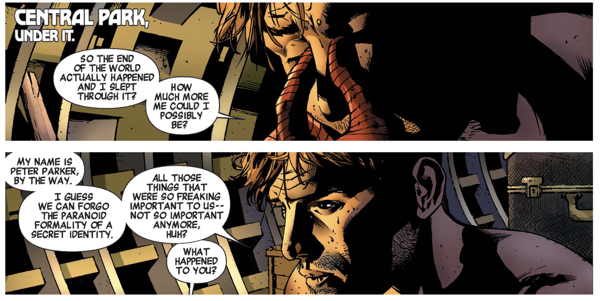 CENTRAL PARK,
UNDER IT.
SO THE END
OF THE WORLD
ACTUALLY HAPPENED
AND I SLEPT
THROUGH IT?
HOW
MUCH MORE
ME COULD I
POSSIBLY
BE?
MY NAME IS
PETER PARKER,
BY THE WAY.
I GUESS
WE CAN FORGO
THE PARANOID
FORMALITY OF A
SECRET IDENTITY.
ALL THOSE
THINGS THAT
WERE SO FREAKING
IMPORTANT TO US--
NOT SO IMPORTANT
ANYMORE,
HUH?
WHAT
HAPPENED
TO YOU?